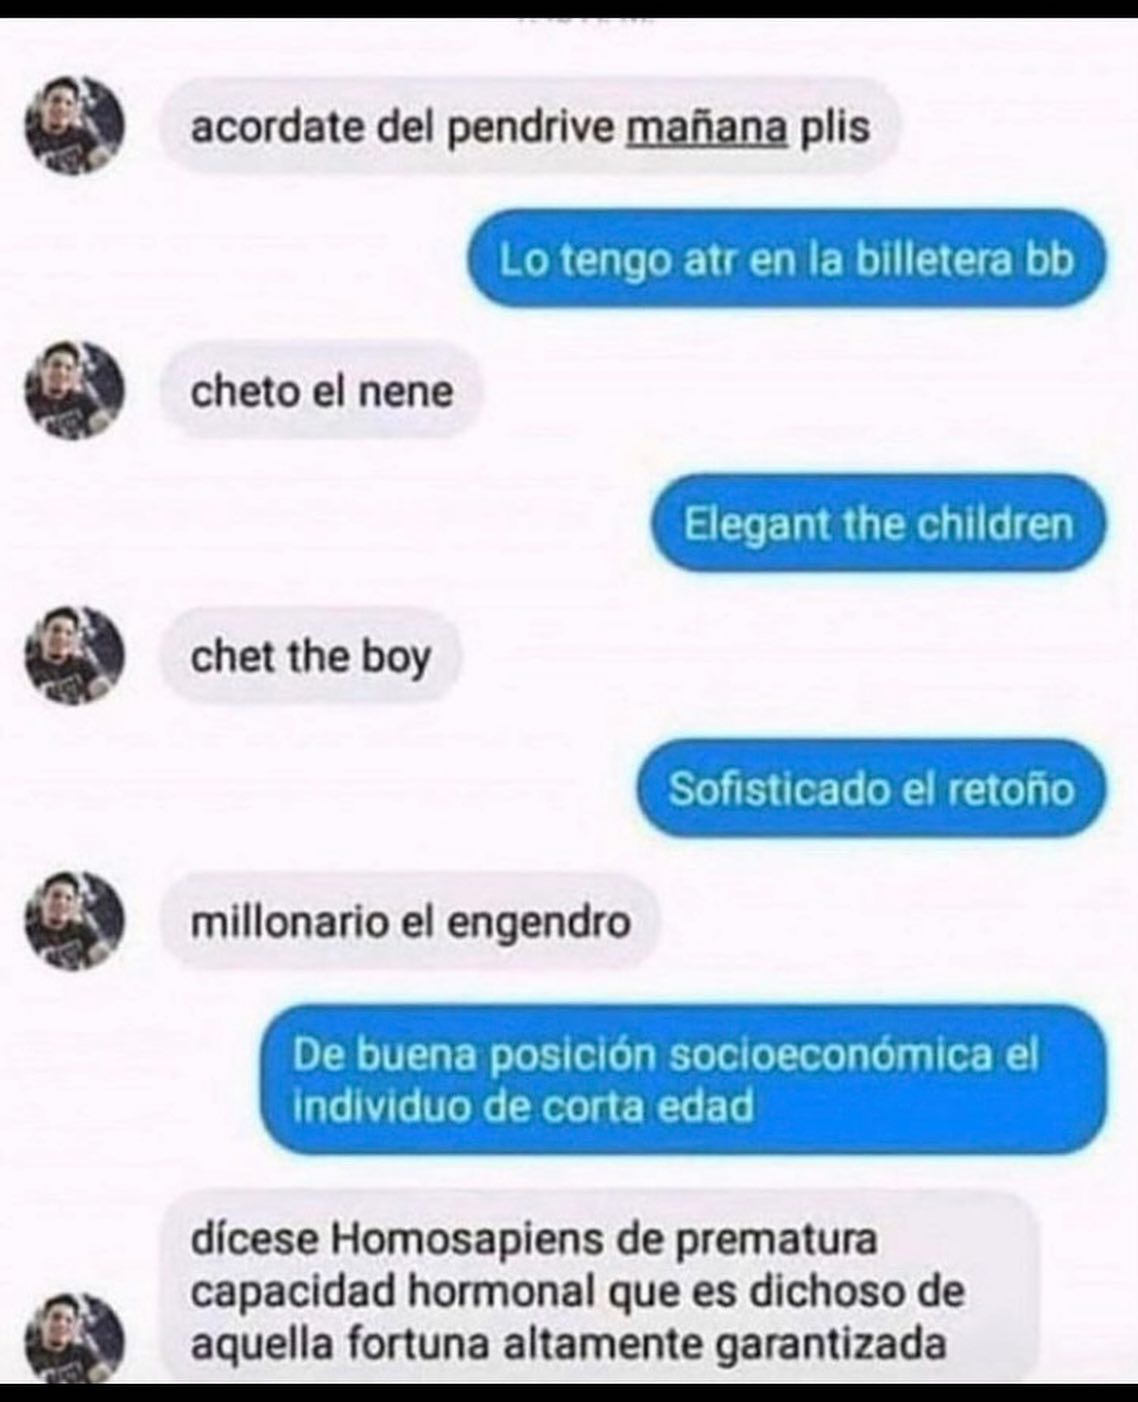 acordate del pendrive mañana plis
Lo tengo atr en la billetera bb
cheto el nene
Elegant the children
chet the boy
Sofisticado el retoño
millonario el engendro
De buena posición socioeconómica el
individuo de corta edad
dícese Homosapiens de prematura
capacidad hormonal que es dichoso de
aquella fortuna altamente garantizada